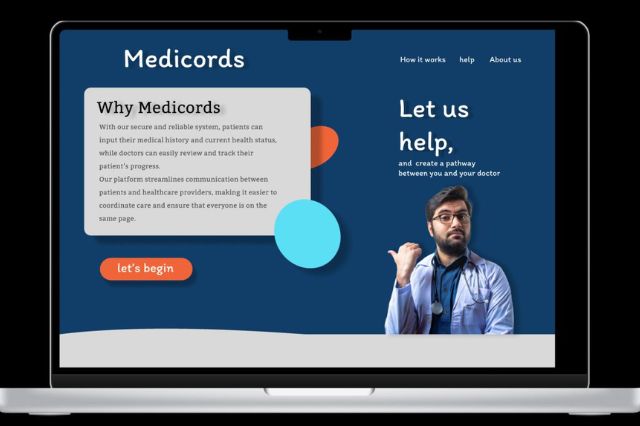 Medicords
How it works
help
About us
Why Medicords
With our secure and reliable system, patients can
input their medical history and current health status,
while doctors can easily review and track their
patient's progress.
Our platform streamlines communication between
patients and healthcare providers, making it easier to
coordinate care and ensure that everyone is on the
same page.
let's begin
Let us
help,
and create a pathway
between you and your doctor